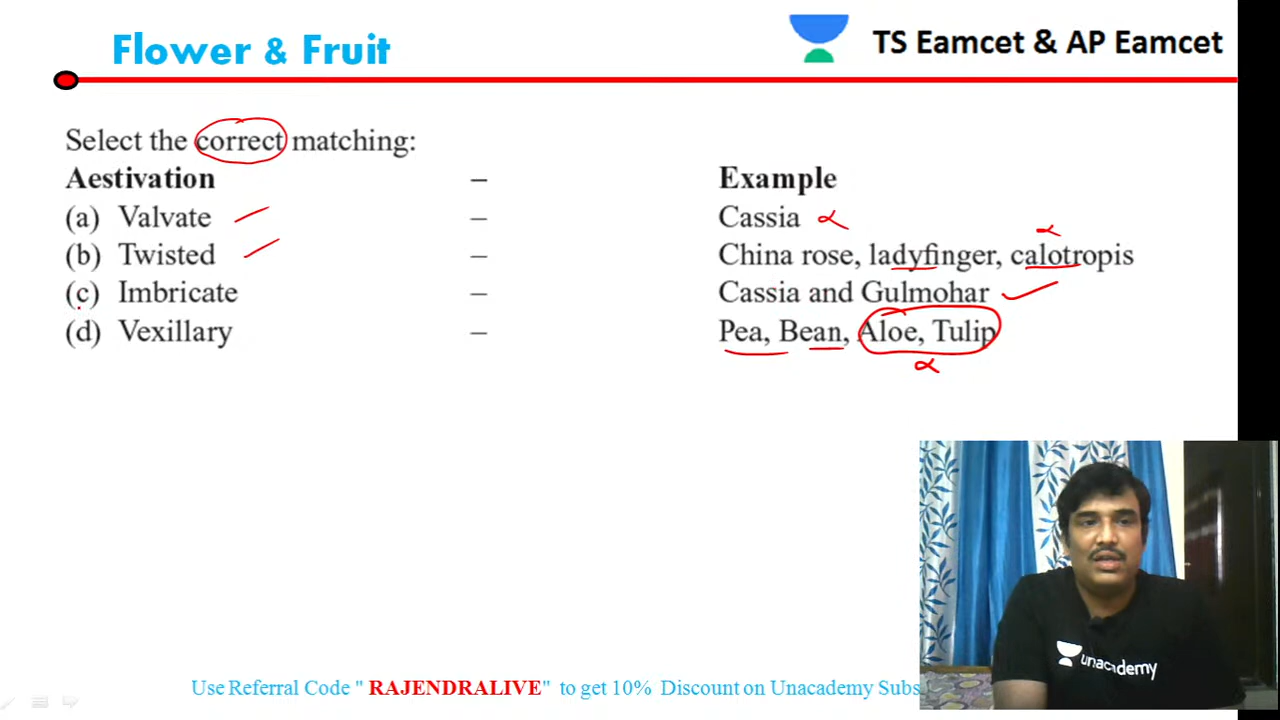 Flower & Fruit
TS Eamcet & AP Eamcet
Select the correct matching:
Aestivation – Example
(a) Valvate – Cassia
(b) Twisted – China rose, ladyfinger, calotropis
(c) Imbricate – Cassia and Gulmohar
(d) Vexillary – Pea, Bean, Aloe, Tulip
unacademy
Use Referral Code " RAJENDRALIVE" to get 10% Discount on Unacademy Subs